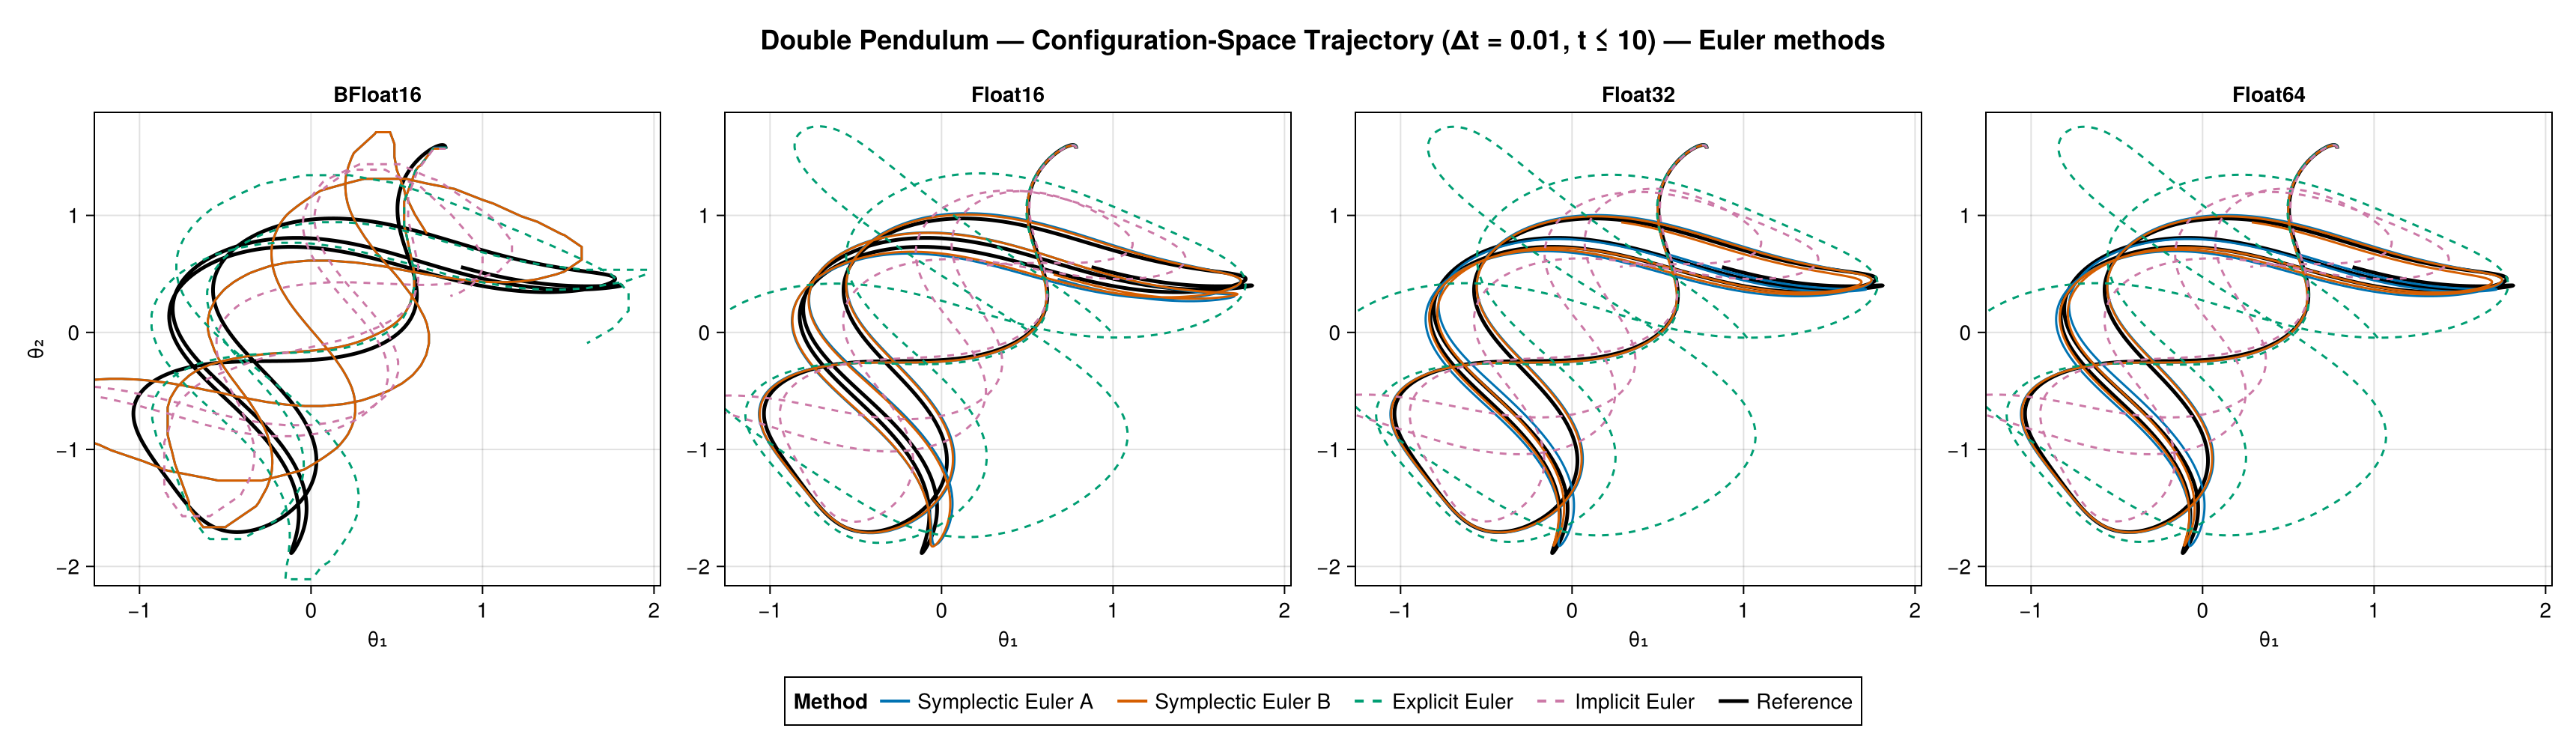 Double Pendulum — Configuration-Space Trajectory (Δt = 0.01, t ≤ 10) — Euler methods
BFloat16
Float16
Float32
Float64
θ₂
1
0
−1
−2
1
0
−1
−2
1
0
−1
−2
1
0
−1
−2
−1 0 1 2
−1 0 1 2
−1 0 1 2
−1 0 1 2
θ₁
θ₁
θ₁
θ₁
Method Symplectic Euler A Symplectic Euler B Explicit Euler Implicit Euler Reference